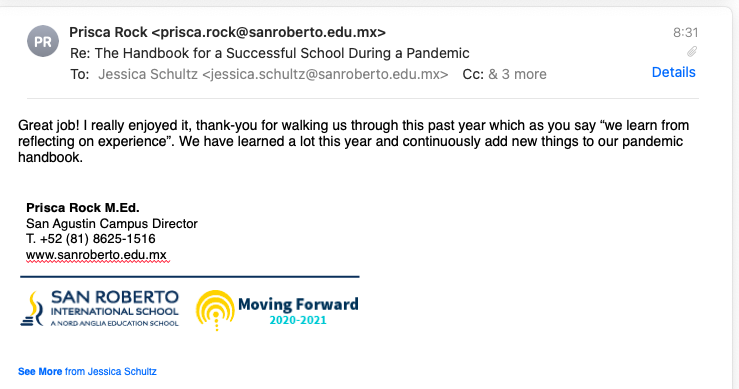 PR
Prisca Rock <prisca.rock@sanroberto.edu.mx>
8:31
Re: The Handbook for a Successful School During a Pandemic
To: Jessica Schultz <jessica.schultz@sanroberto.edu.mx> Cc: & 3 more
Details
Great job! I really enjoyed it, thank-you for walking us through this past year which as you say “we learn from
reflecting on experience”. We have learned a lot this year and continuously add new things to our pandemic
handbook.
Prisca Rock M.Ed.
San Agustin Campus Director
T. +52 (81) 8625-1516
www.sanroberto.edu.mx
SAN ROBERTO
INTERNATIONAL SCHOOL
A NORD ANGLIA EDUCATION SCHOOL
Moving Forward
2020-2021
See More from Jessica Schultz